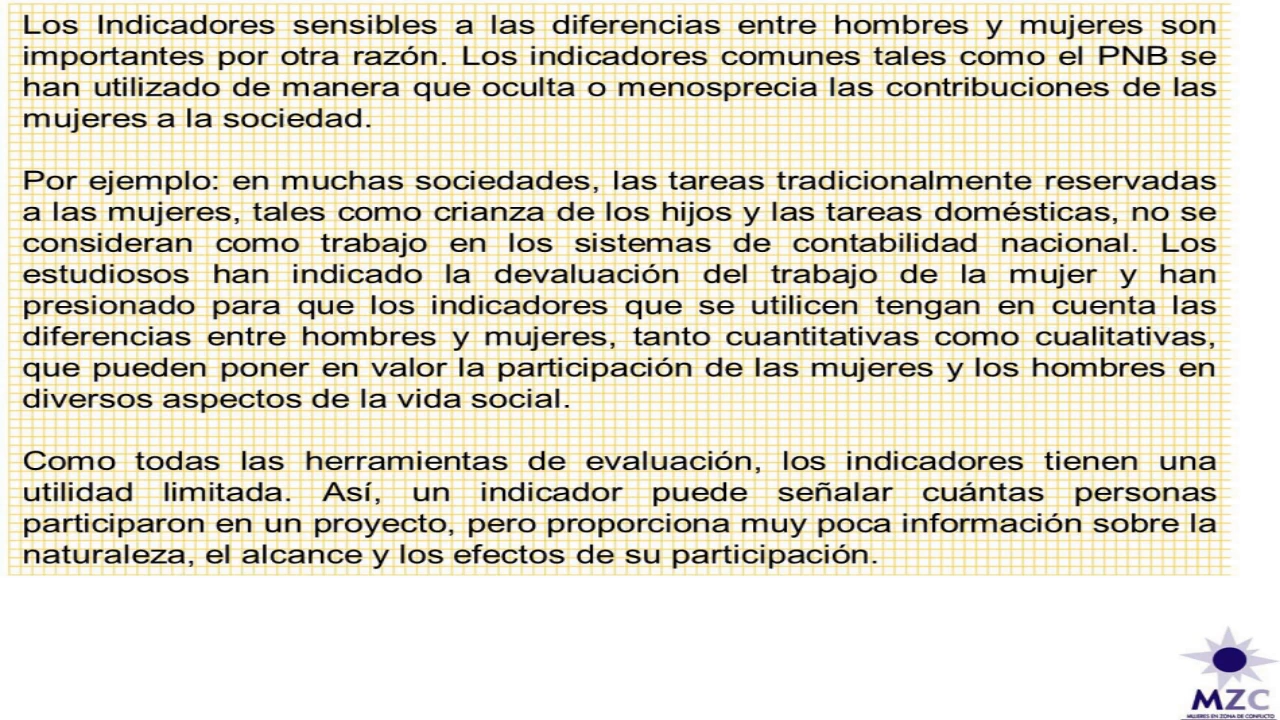 Los Indicadores sensibles a las diferencias entre hombres y mujeres son
importantes por otra razón. Los indicadores comunes tales como el PNB se
han utilizado de manera que oculta o menosprecia las contribuciones de las
mujeres a la sociedad.
Por ejemplo: en muchas sociedades, las tareas tradicionalmente reservadas
a las mujeres, tales como crianza de los hijos y las tareas domésticas, no se
consideran como trabajo en los sistemas de contabilidad nacional. Los
estudiosos han indicado la devaluación del trabajo de la mujer y han
presionado para que los indicadores que se utilicen tengan en cuenta las
diferencias entre hombres y mujeres, tanto cuantitativas como cualitativas,
que pueden poner en valor la participación de las mujeres y los hombres en
diversos aspectos de la vida social.
Como todas las herramientas de evaluación, los indicadores tienen una
utilidad limitada. Así, un indicador puede señalar cuántas personas
participaron en un proyecto, pero proporciona muy poca información sobre la
naturaleza, el alcance y los efectos de su participación.
MZC
MUJERES EN ZONA DE CONFLICTO